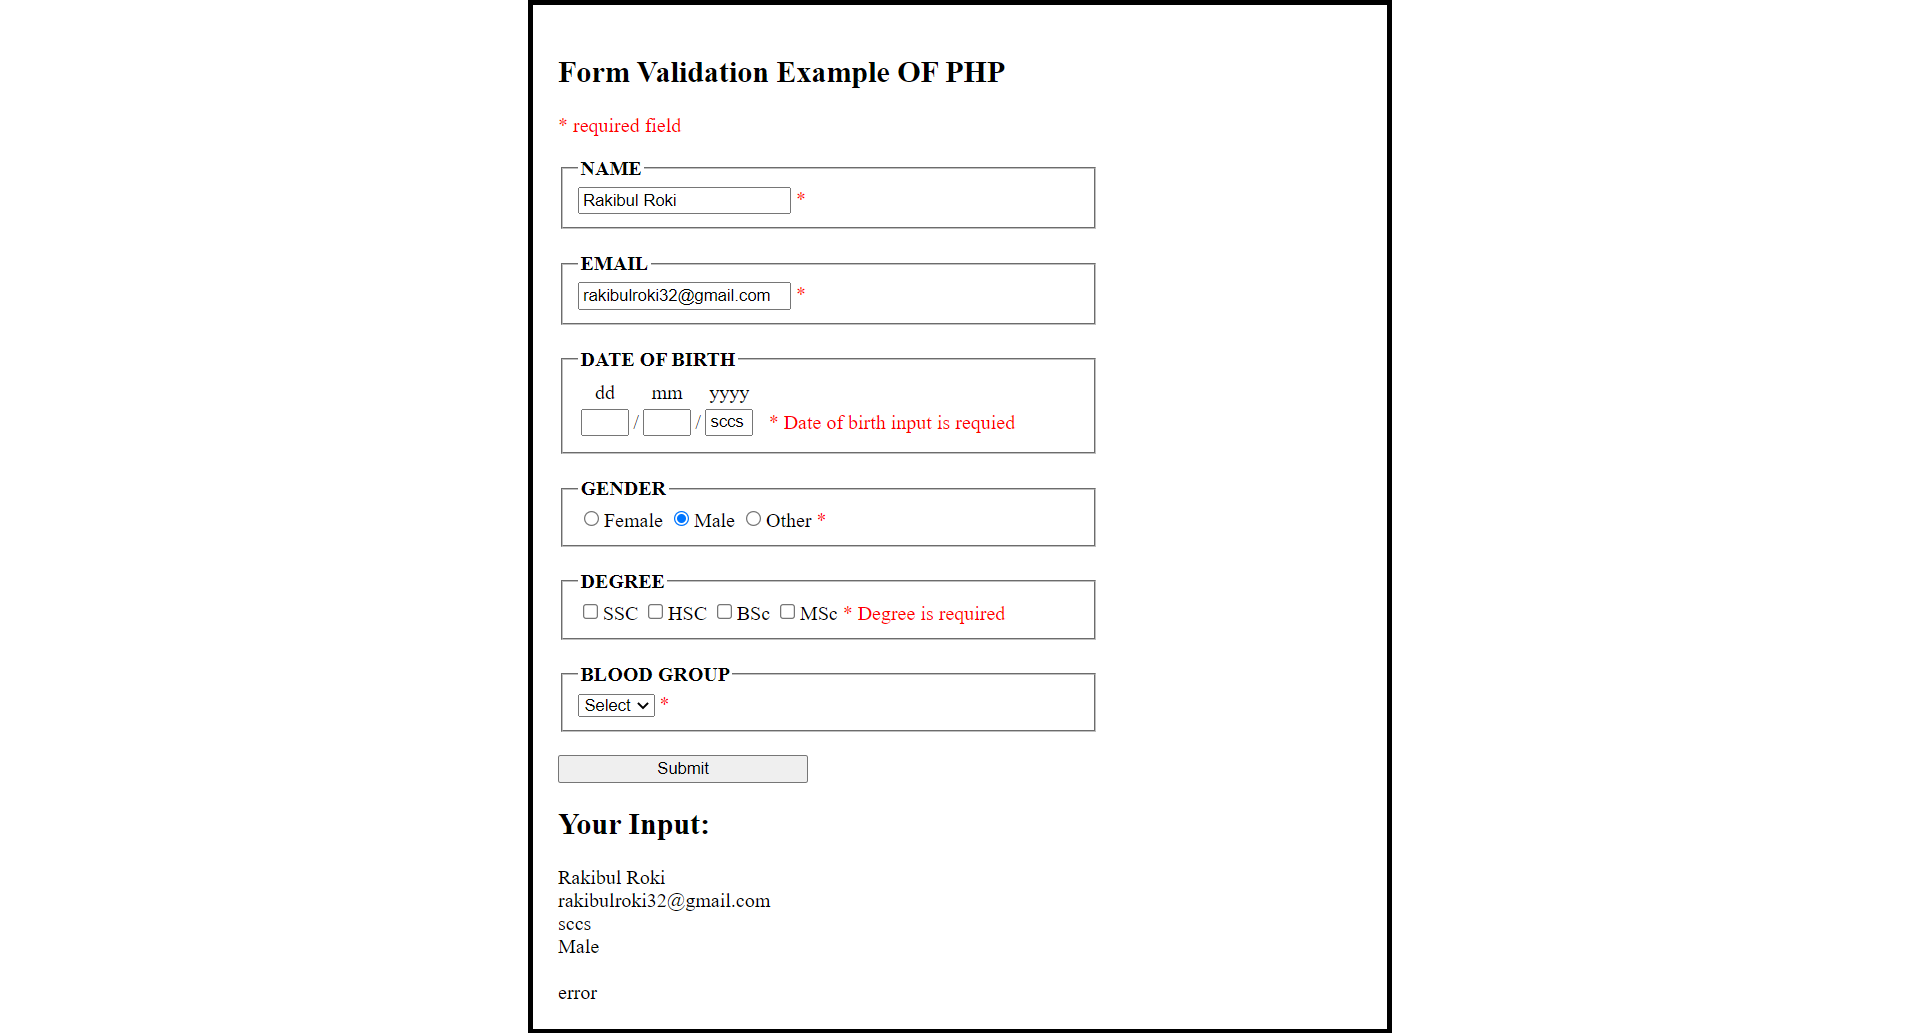 Form Validation Example OF PHP
* required field
NAME
Rakibul Roki *
EMAIL
rakibulroki32@gmail.com *
DATE OF BIRTH
dd mm yyyy
/ / sccs * Date of birth input is requied
GENDER
Female Male Other *
DEGREE
SSC HSC BSc MSc * Degree is required
BLOOD GROUP
Select *
Submit
Your Input:
Rakibul Roki
rakibulroki32@gmail.com
sccs
Male
error